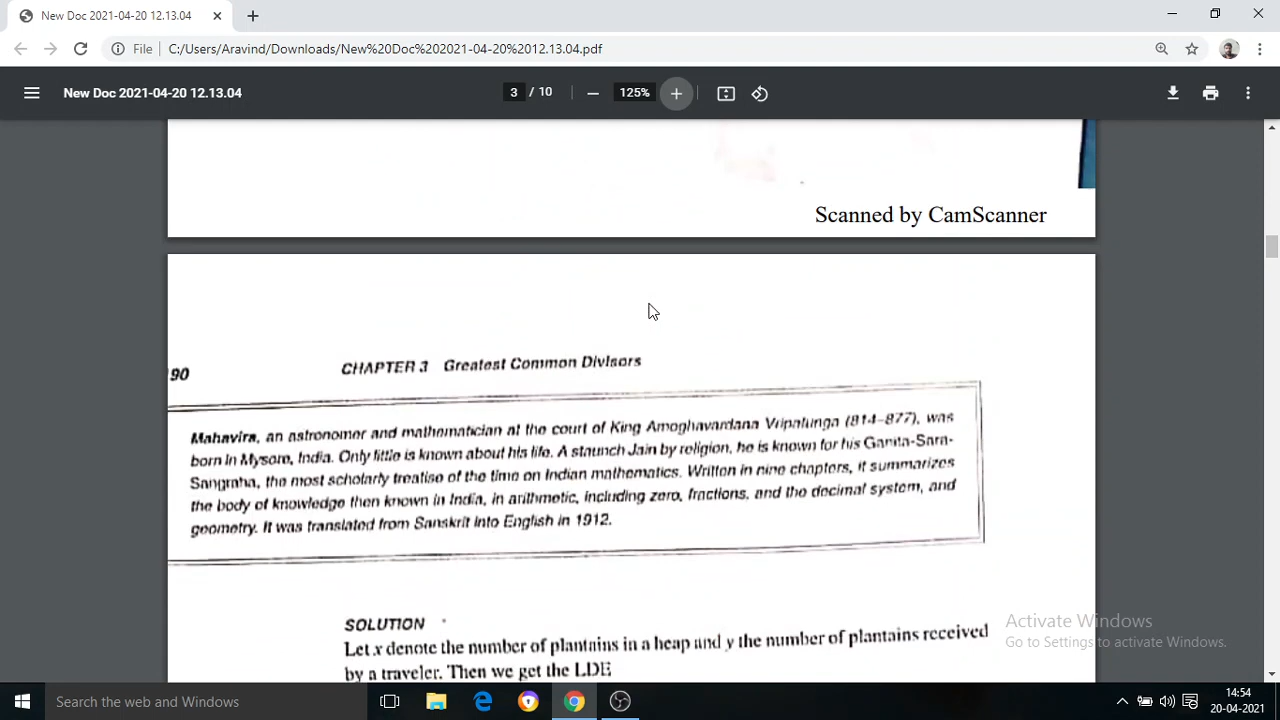 New Doc 2021-04-20 12.13.04
File C:/Users/Aravind/Downloads/New%20Doc%202021-04-20%2012.13.04.pdf
New Doc 2021-04-20 12.13.04
3 / 10
125%
Scanned by CamScanner
90 CHAPTER 3 Greatest Common Divisors
Mahavira, an astronomer and mathematician at the court of King Amoghavardana Vripatunga (814–877), was
born in Mysore, India. Only little is known about his life. A staunch Jain by religion, he is known for his Ganita-Sara-
Sangraha, the most scholarly treatise of the time on Indian mathematics. Written in nine chapters, it summarizes
the body of knowledge then known in India, in arithmetic, including zero, fractions, and the decimal system, and
geometry. It was translated from Sanskrit into English in 1912.
SOLUTION
Let x denote the number of plantains in a heap and y the number of plantains received
by a traveler. Then we get the LDE
Activate Windows
Go to Settings to activate Windows.
Search the web and Windows
14:54
20-04-2021